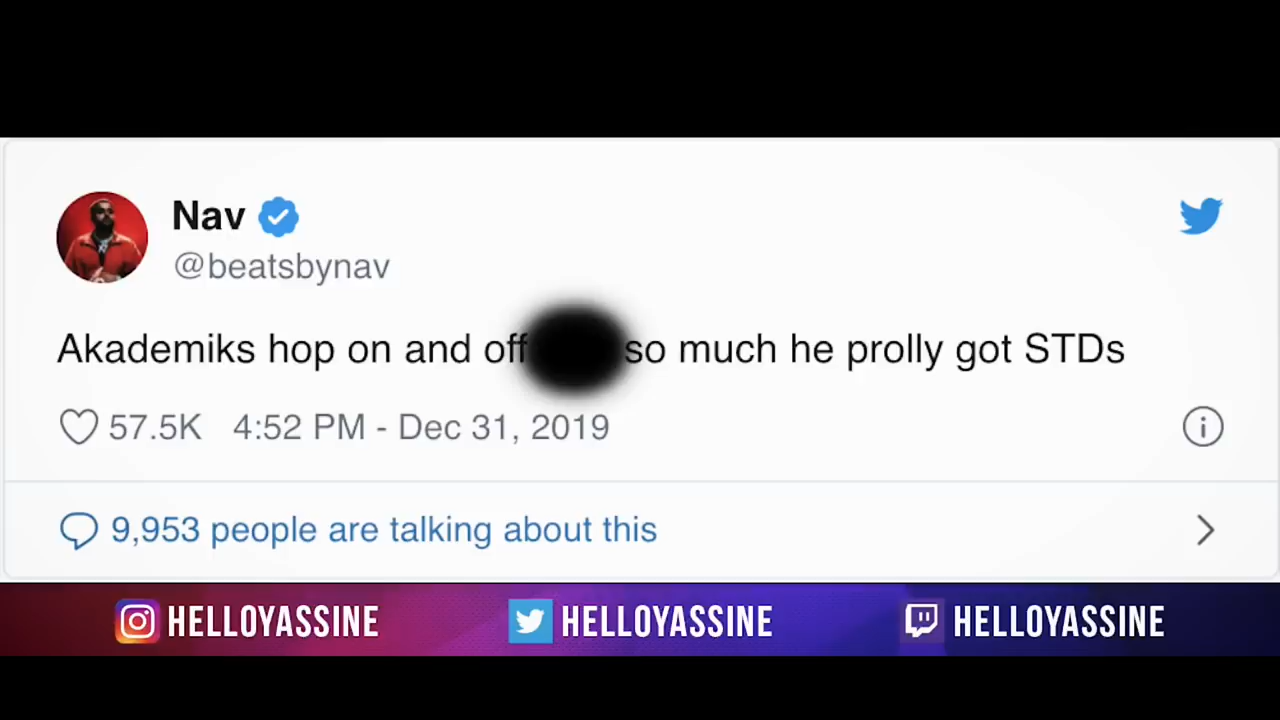 Nav
@beatsbynav
Akademiks hop on and off so much he prolly got STDs
57.5K 4:52 PM - Dec 31, 2019
9,953 people are talking about this
HELLOYASSINE HELLOYASSINE HELLOYASSINE